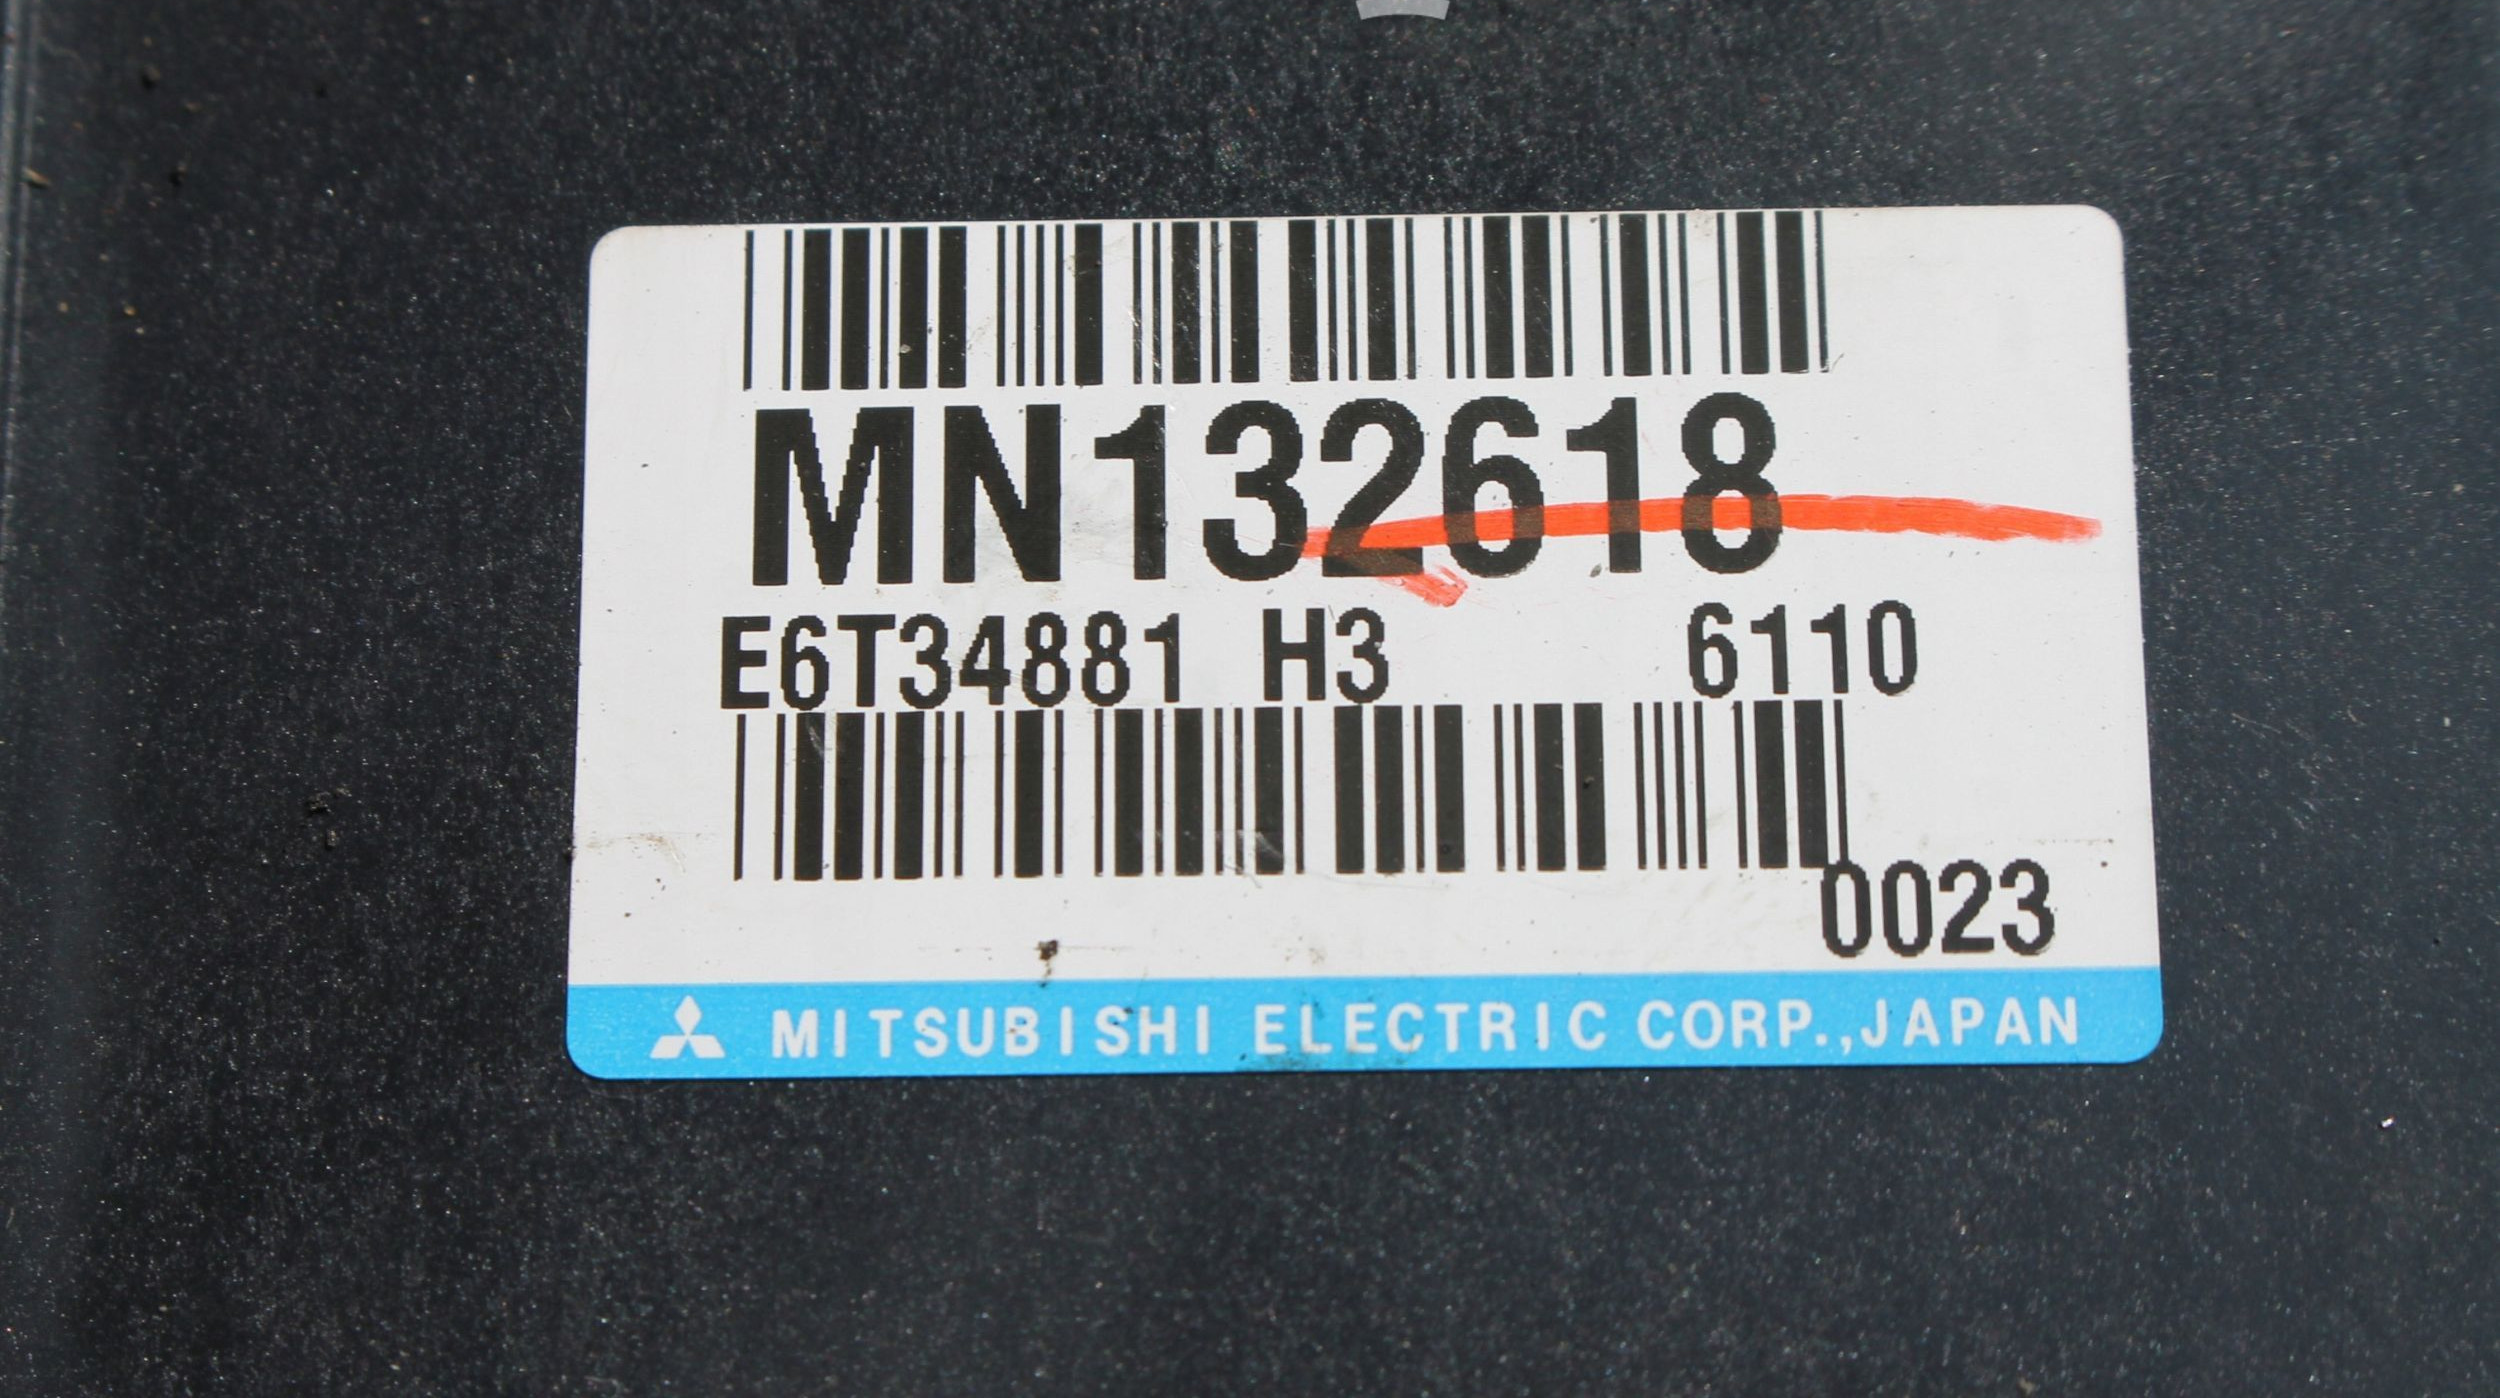 MN132618
E6T34881 H3 6110
0023
MITSUBISHI ELECTRIC CORP.,JAPAN